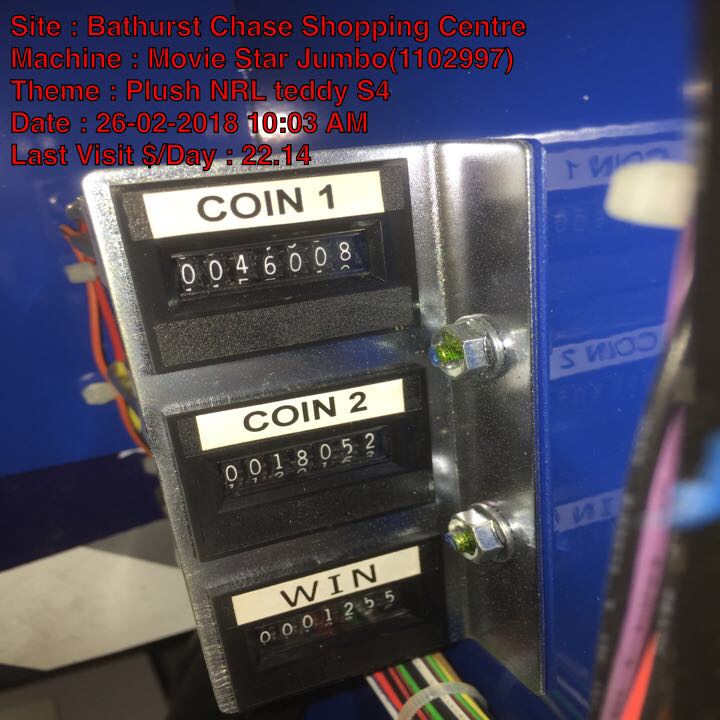 Site : Bathurst Chase Shopping Centre
Machine : Movie Star Jumbo(1102997)
Theme : Plush NRL teddy S4
Date : 26-02-2018 10:03 AM
Last Visit $/Day : 22.14
COIN 1
0046008
COIN 2
0018052
WIN
0001255